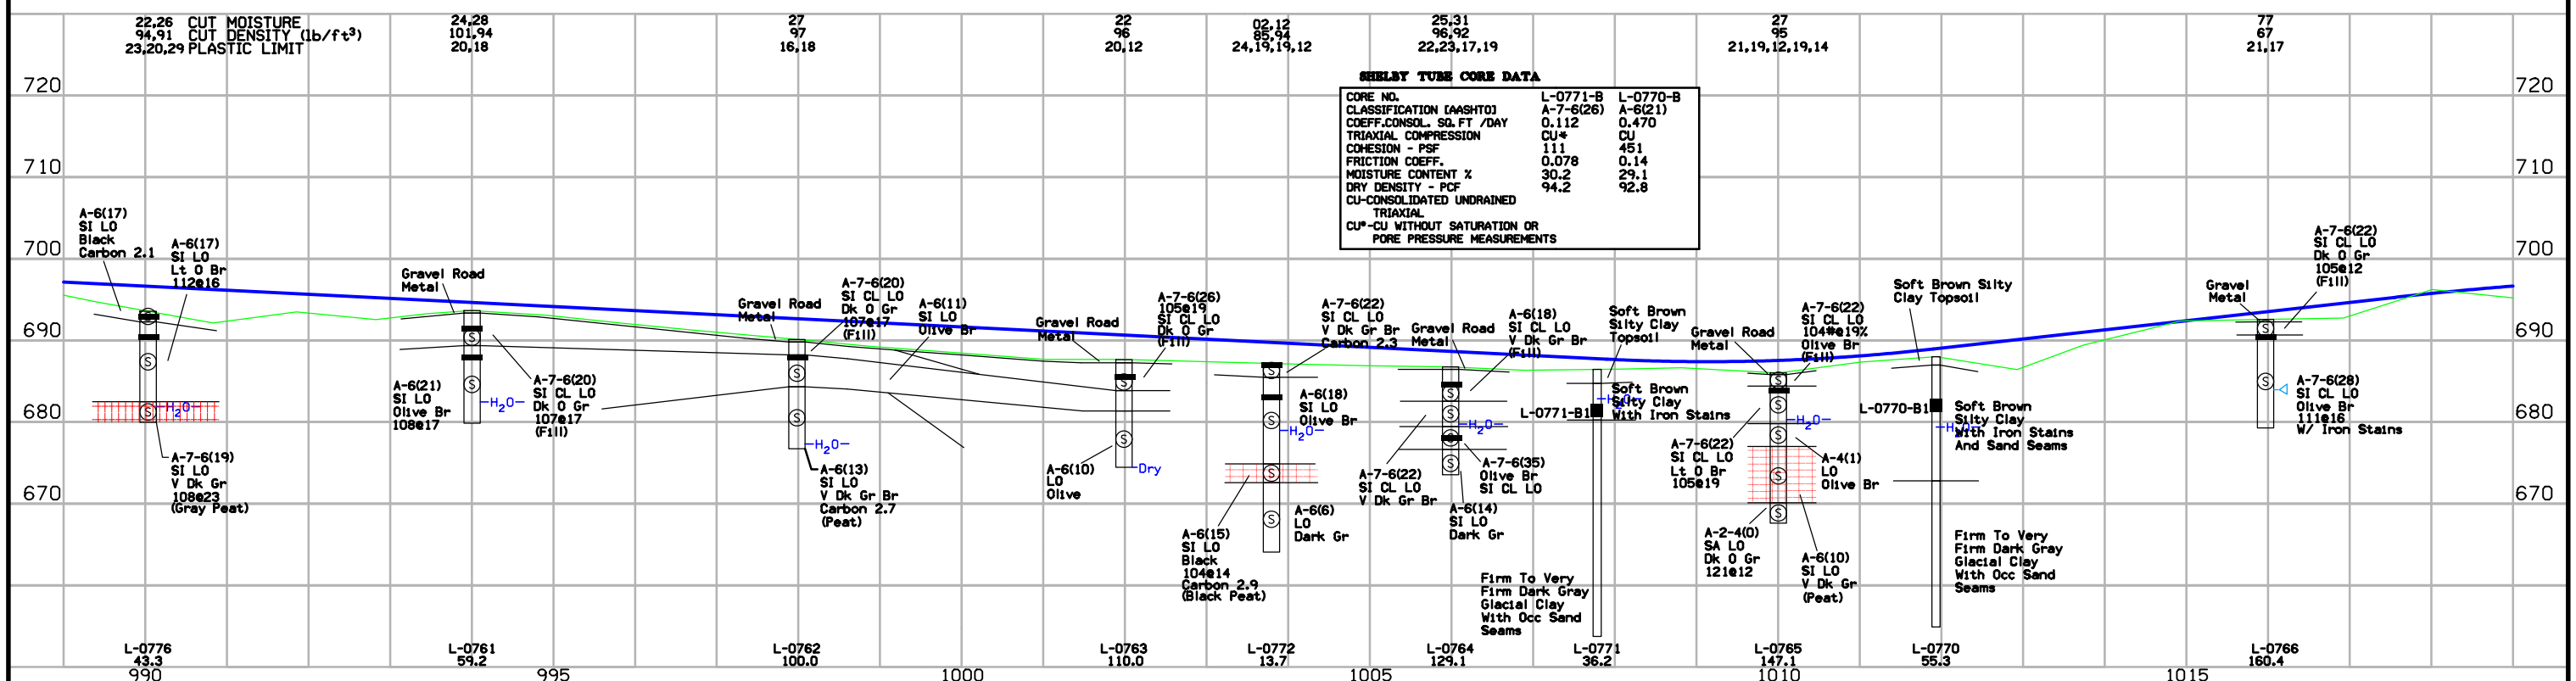 22,26 CUT MOISTURE
94,91 CUT DENSITY (lb/ft³)
23,20,29 PLASTIC LIMIT
24,28
101,94
20,18
27
97
16,18
22
96
20,12
02,12
85,94
24,19,19,12
25,31
96,92
22,23,17,19
27
95
21,19,12,19,14
77
67
21,17
SHELBY TUBE CORE DATA
CORE NO. L-0771-B L-0770-B
CLASSIFICATION [AASHTO] A-7-6(26) A-6(21)
COEFF.CONSOL. SQ.FT /DAY 0.112 0.470
TRIAXIAL COMPRESSION CU* CU
COHESION - PSF 111 451
FRICTION COEFF. 0.078 0.14
MOISTURE CONTENT % 30.2 29.1
DRY DENSITY - PCF 94.2 92.8
CU-CONSOLIDATED UNDRAINED
TRIAXIAL
CU*-CU WITHOUT SATURATION OR
PORE PRESSURE MEASUREMENTS
720 720
710 710
700 700
690 690
680 680
670 670
A-6(17)
SI LO
Black
Carbon 2.1
A-6(17)
SI LO
Lt O Br
112@16
H₂O
A-7-6(19)
SI LO
V Dk Gr
108@23
(Gray Peat)
Gravel Road
Metal
A-6(21)
SI LO
Olive Br
108@17
H₂O
A-7-6(20)
SI CL LO
Dk O Gr
107@17
(Fill)
Gravel Road
Metal
A-7-6(20)
SI CL LO
Dk O Gr
107@17
(Fill)
A-6(11)
SI LO
Olive Br
H₂O
A-6(13)
SI LO
V Dk Gr Br
Carbon 2.7
(Peat)
Gravel Road
Metal
A-7-6(26)
105@19
SI CL LO
Dk O Gr
(Fill)
A-6(10)
LO
Olive
Dry
A-7-6(22)
SI CL LO
V Dk Gr Br
Carbon 2.3
A-6(18)
SI LO
Olive Br
H₂O
A-6(15)
SI LO
Black
104@14
Carbon 2.9
(Black Peat)
A-6(6)
LO
Dark Gr
Gravel Road
Metal
A-6(18)
SI CL LO
V Dk Gr Br
(Fill)
H₂O
A-7-6(22)
SI CL LO
V Dk Gr Br
A-7-6(35)
Olive Br
SI CL LO
A-6(14)
SI LO
Dark Gr
Soft Brown
Silty Clay
Topsoil
H₂O
Soft Brown
Silty Clay
With Iron Stains
L-0771-B1
Firm To Very
Firm Dark Gray
Glacial Clay
With Occ Sand
Seams
Gravel Road
Metal
A-7-6(22)
SI CL LO
104#@19%
Olive Br
(Fill)
H₂O
A-7-6(22)
SI CL LO
Lt O Br
105@19
A-4(1)
LO
Olive Br
A-2-4(0)
SA LO
Dk O Gr
121@12
A-6(10)
SI LO
V Dk Gr
(Peat)
Soft Brown Silty
Clay Topsoil
L-0770-B1
H₂O
Soft Brown
Silty Clay
With Iron Stains
And Sand Seams
Firm To Very
Firm Dark Gray
Glacial Clay
With Occ Sand
Seams
Gravel
Metal
A-7-6(22)
SI CL LO
Dk O Gr
105@12
(Fill)
A-7-6(28)
SI CL LO
Olive Br
111@16
W/ Iron Stains
S S S S S S S S S S S S S S S S S S S S S S S S
L-0776
43.3
L-0761
59.2
L-0762
100.0
L-0763
110.0
L-0772
13.7
L-0764
129.1
L-0771
36.2
L-0765
147.1
L-0770
55.3
L-0766
160.4
990 995 1000 1005 1010 1015